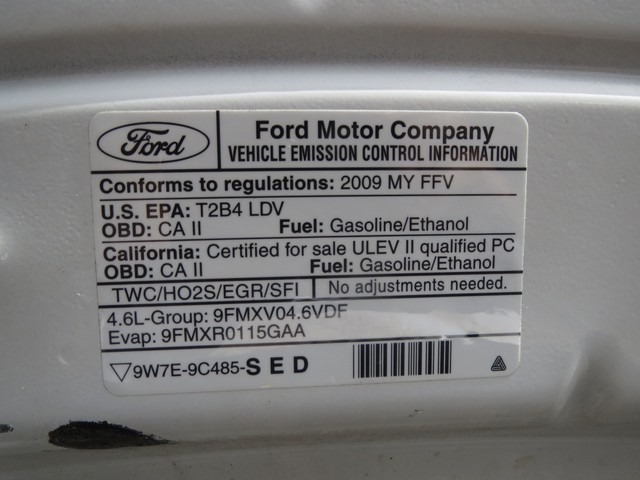 Ford
Ford Motor Company
VEHICLE EMISSION CONTROL INFORMATION
Conforms to regulations: 2009 MY FFV
U.S. EPA: T2B4 LDV
OBD: CA II Fuel: Gasoline/Ethanol
California: Certified for sale ULEV II qualified PC
OBD: CA II Fuel: Gasoline/Ethanol
TWC/HO2S/EGR/SFI No adjustments needed.
4.6L-Group: 9FMXV04.6VDF
Evap: 9FMXR0115GAA
9W7E-9C485-SED